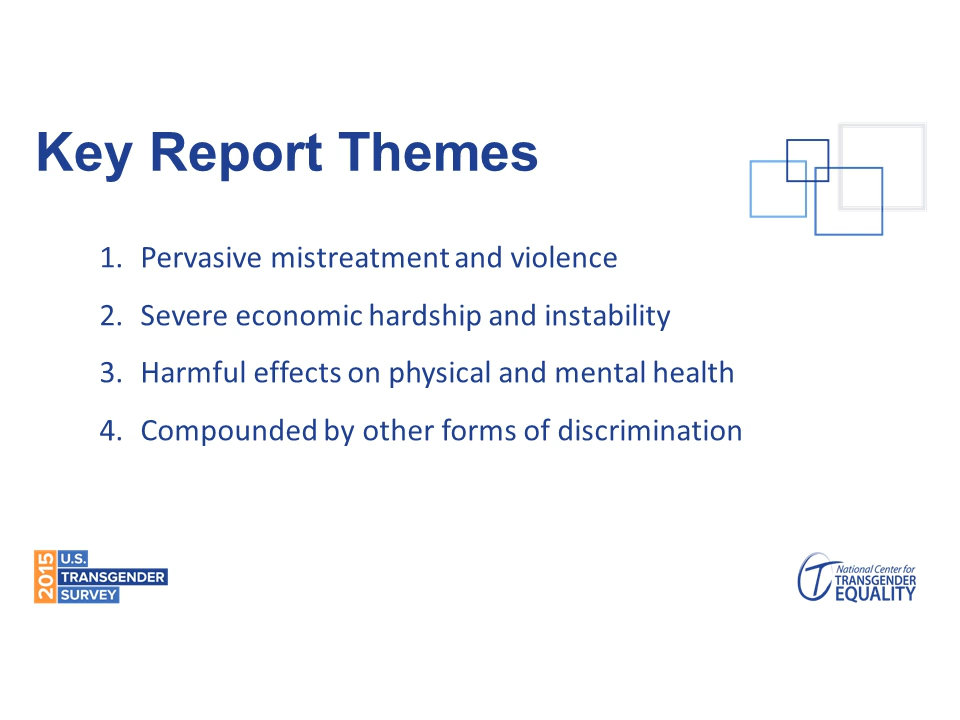 Key Report Themes
1. Pervasive mistreatment and violence
2. Severe economic hardship and instability
3. Harmful effects on physical and mental health
4. Compounded by other forms of discrimination
2015
U.S.
TRANSGENDER
SURVEY
National Center for
TRANSGENDER
EQUALITY